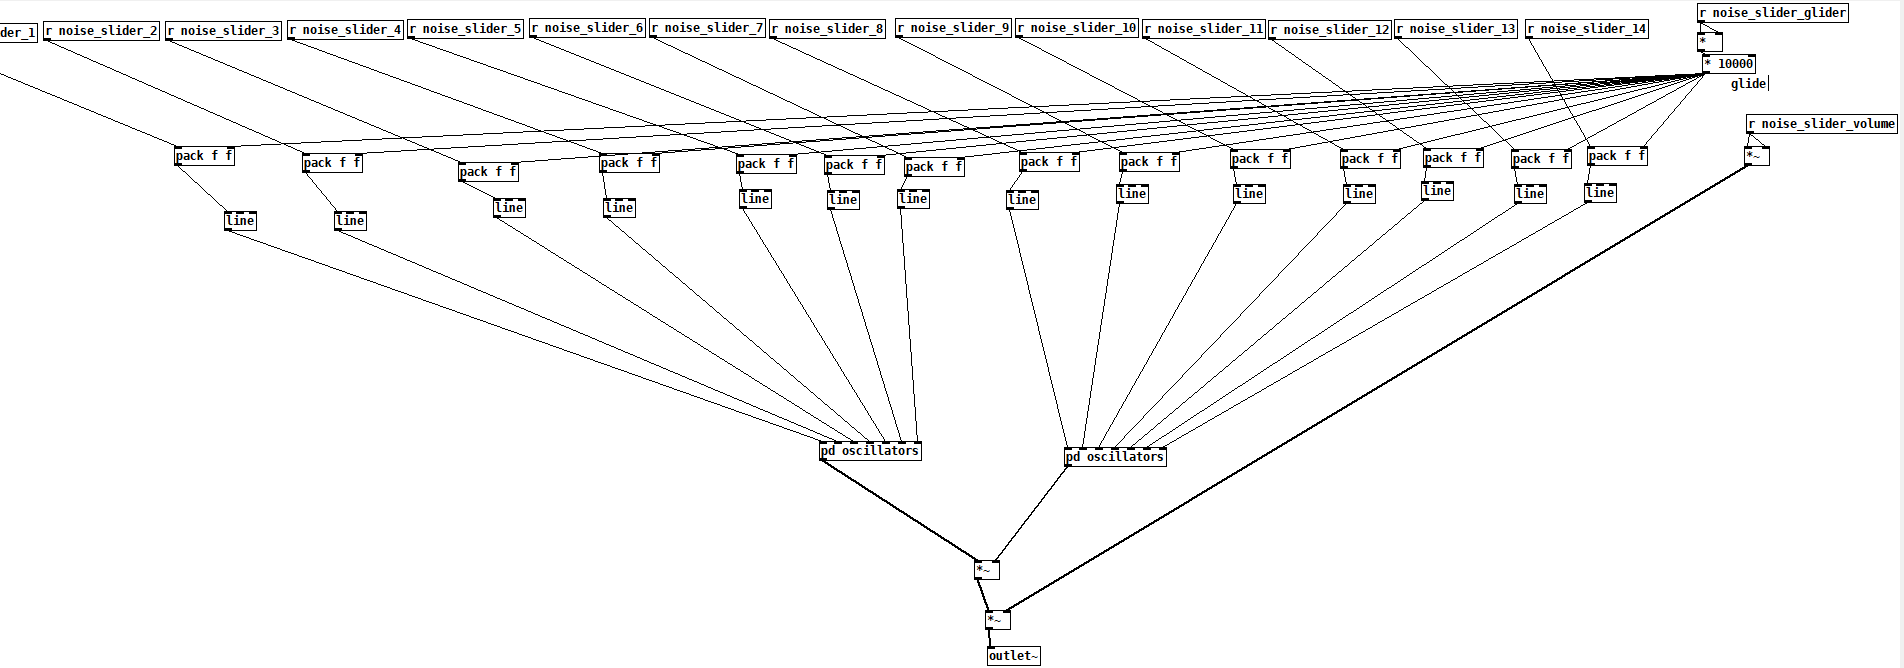 der_1
r noise_slider_2
r noise_slider_3
r noise_slider_4
r noise_slider_5
r noise_slider_6
r noise_slider_7
r noise_slider_8
r noise_slider_9
r noise_slider_10
r noise_slider_11
r noise_slider_12
r noise_slider_13
r noise_slider_14
r noise_slider_glider
*
* 10000
glide
r noise_slider_volume
*~
pack f f
pack f f
pack f f
pack f f
pack f f
pack f f
pack f f
pack f f
pack f f
pack f f
pack f f
pack f f
pack f f
pack f f
line
line
line
line
line
line
line
line
line
line
line
line
line
line
pd oscillators
pd oscillators
*~
*~
outlet~